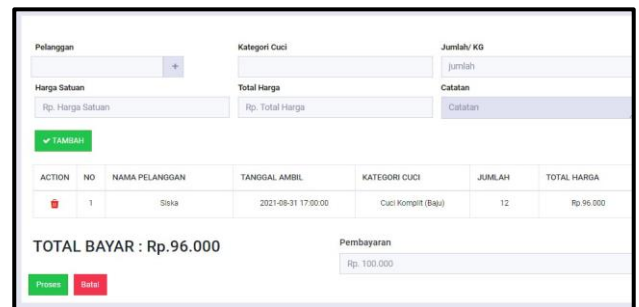 Pelanggan Kategori Cuci Jumlah/ KG
+ jumlah
Harga Satuan Total Harga Catatan
Rp. Harga Satuan Rp. Total Harga Catatan
✔ TAMBAH
ACTION NO NAMA PELANGGAN TANGGAL AMBIL KATEGORI CUCI JUMLAH TOTAL HARGA
1 Siska 2021-08-31 17:00:00 Cuci Komplit (Baju) 12 Rp.96.000
TOTAL BAYAR : Rp.96.000 Pembayaran
Rp. 100.000
Proses Batal